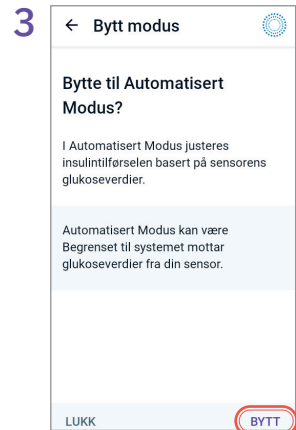 3
← Bytt modus
Bytte til Automatisert
Modus?
I Automatisert Modus justeres
insulintilførselen basert på sensorens
glukoseverdier.
Automatisert Modus kan være
Begrenset til systemet mottar
glukoseverdier fra din sensor.
LUKK BYTT